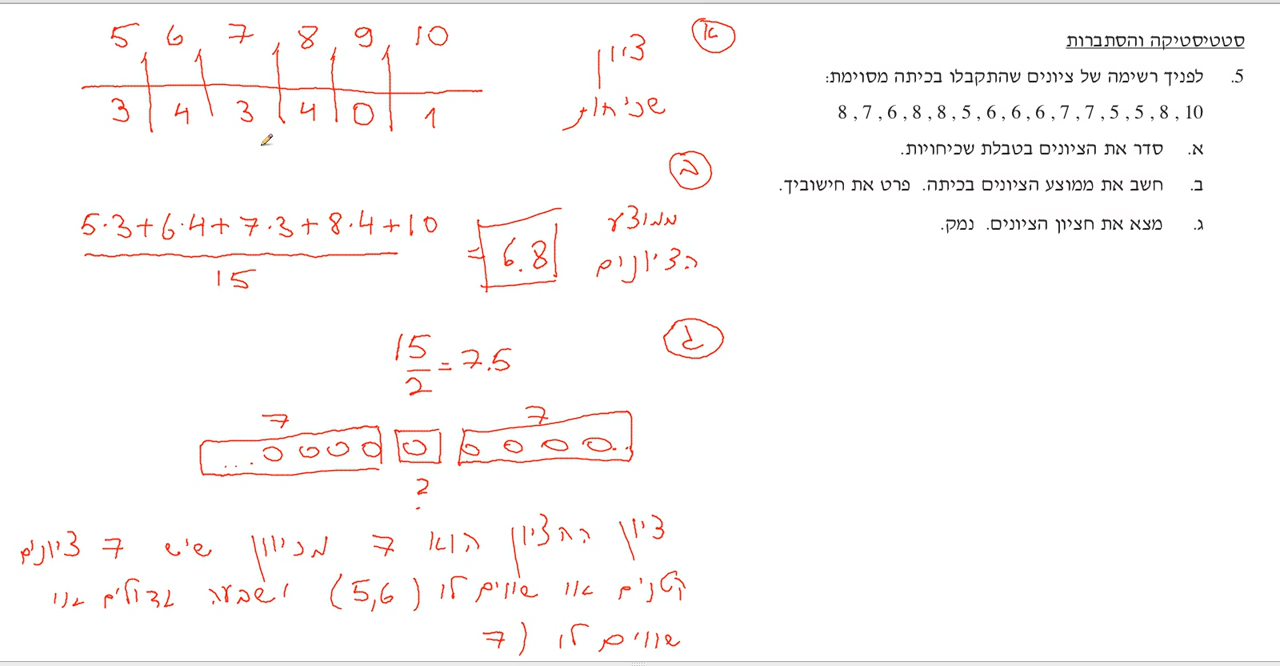 סטטיסטיקה והסתברות
5. לפניך רשימה של ציונים שהתקבלו בכיתה מסוימת:
8 , 7 , 6 , 8 , 8 , 5 , 6 , 6 , 6 , 7 , 7 , 5 , 5 , 8 , 10
א. סדר את הציונים בטבלת שכיחויות.
ב. חשב את ממוצע הציונים בכיתה. פרט את חישוביך.
ג. מצא את חציון הציונים. נמק.
א
ציון 5 6 7 8 9 10
שכיחות 3 4 3 4 0 1
ב
ממוצע
הציונים
5·3+6·4+7·3+8·4+10
15
= 6.8
ג
15/2 = 7.5
7 7
...0000 0 0000..
?
ציון החציון הוא 7 מכיוון שיש 7 ציונים
קטנים או שווים לו (5,6) ושבעה גדולים או
שווים לו (7